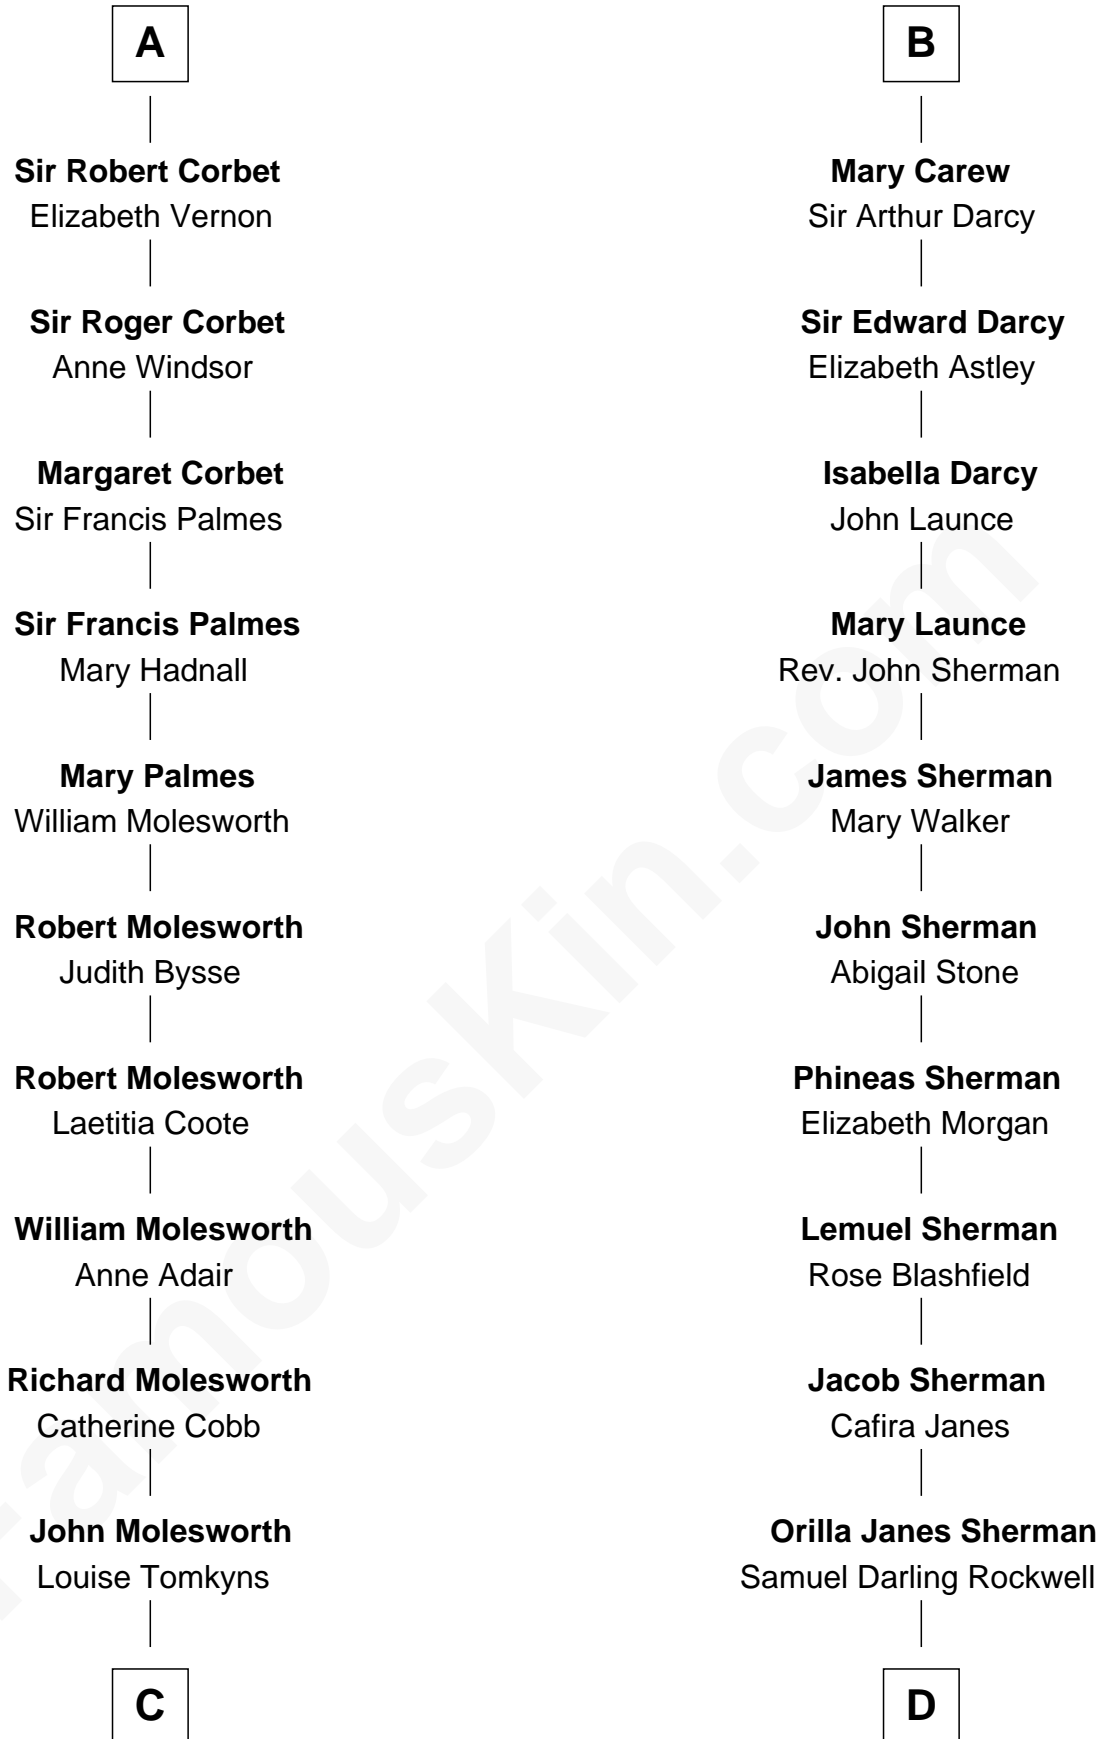 A
Sir Robert Corbet
Elizabeth Vernon
Sir Roger Corbet
Anne Windsor
Margaret Corbet
Sir Francis Palmes
Sir Francis Palmes
Mary Hadnall
Mary Palmes
William Molesworth
Robert Molesworth
Judith Bysse
Robert Molesworth
Laetitia Coote
William Molesworth
Anne Adair
Richard Molesworth
Catherine Cobb
John Molesworth
Louise Tomkyns
C
B
Mary Carew
Sir Arthur Darcy
Sir Edward Darcy
Elizabeth Astley
Isabella Darcy
John Launce
Mary Launce
Rev. John Sherman
James Sherman
Mary Walker
John Sherman
Abigail Stone
Phineas Sherman
Elizabeth Morgan
Lemuel Sherman
Rose Blashfield
Jacob Sherman
Cafira Janes
Orilla Janes Sherman
Samuel Darling Rockwell
D
FamousKin.com